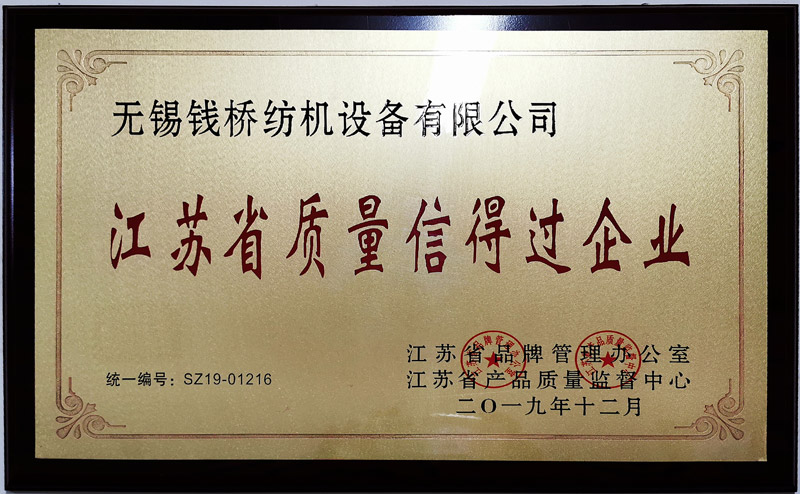 无锡钱桥纺机设备有限公司
江苏省质量信得过企业
江苏省品牌管理办公室
统一编号：SZ19-01216
江苏省产品质量监督中心
二〇一九年十二月